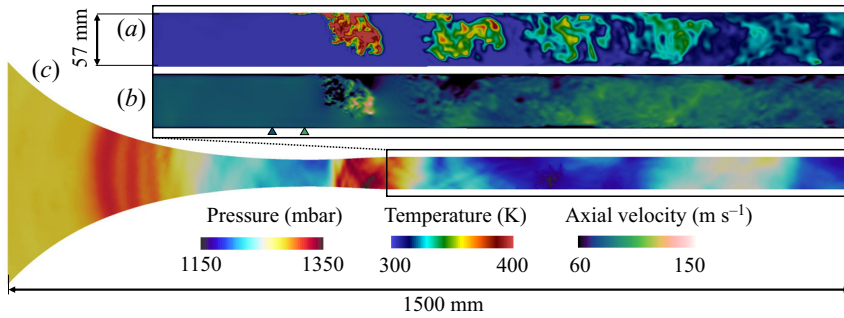 (a)
57 mm
(c)
(b)
Pressure (mbar) Temperature (K) Axial velocity (m s⁻¹)
1150 1350 300 400 60 150
1500 mm